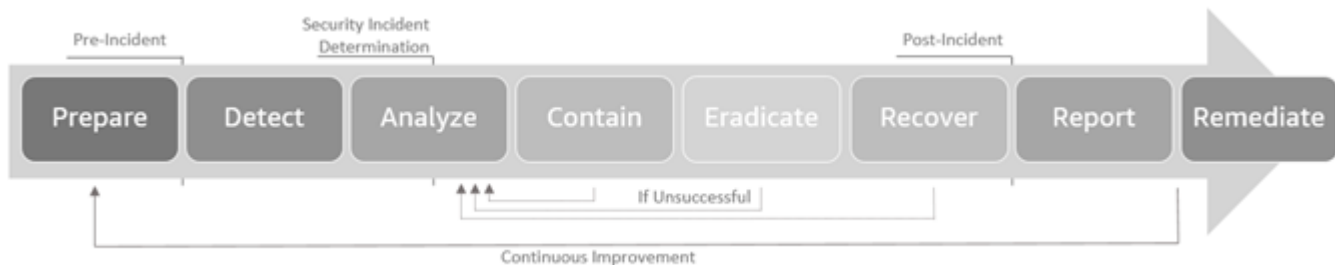 Pre-Incident
Security Incident
Determination
Post-Incident
Prepare
Detect
Analyze
Contain
Eradicate
Recover
Report
Remediate
If Unsuccessful
Continuous Improvement